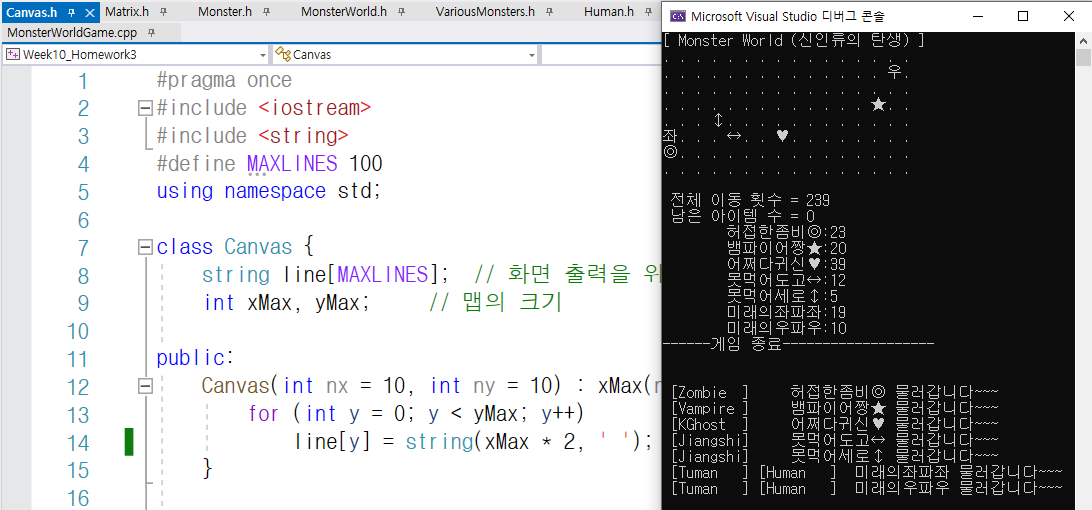 Canvas.h Matrix.h Monster.h MonsterWorld.h VariousMonsters.h Human.h
MonsterWorldGame.cpp
Week10_Homework3 Canvas
1 #pragma once
2 #include <iostream>
3 #include <string>
4 #define MAXLINES 100
5 using namespace std;
6
7 class Canvas {
8 string line[MAXLINES]; // 화면 출력을 위
9 int xMax, yMax; // 맵의 크기
10
11 public:
12 Canvas(int nx = 10, int ny = 10) : xMax(
13 for (int y = 0; y < yMax; y++)
14 line[y] = string(xMax * 2, ' ');
15 }
16
Microsoft Visual Studio 디버그 콘솔
[ Monster World (신인류의 탄생) ]
. . . . . . . . . . . . . . . .
. . . . . . . . . . . . . . 우.
. . . . . . . . . . . . . . . .
. . . . . . . . . . . . . ★. .
. . . ↕. . . . . . . . . . . .
좌. . . ↔. . ♥. . . . . . . .
◎. . . . . . . . . . . . . . .
. . . . . . . . . . . . . . . .
전체 이동 횟수 = 239
남은 아이템 수 = 0
허접한좀비◎:23
뱀파이어짱★:20
어쩌다귀신♥:39
못먹어도고↔:12
못먹어세로↕:5
미래의좌파좌:19
미래의우파우:10
------게임 종료-------------------
[Zombie ] 허접한좀비◎ 물러갑니다~~~
[Vampire ] 뱀파이어짱★ 물러갑니다~~~
[KGhost ] 어쩌다귀신♥ 물러갑니다~~~
[Jiangshi] 못먹어도고↔ 물러갑니다~~~
[Jiangshi] 못먹어세로↕ 물러갑니다~~~
[Tuman ] [Human ] 미래의좌파좌 물러갑니다~~~
[Tuman ] [Human ] 미래의우파우 물러갑니다~~~